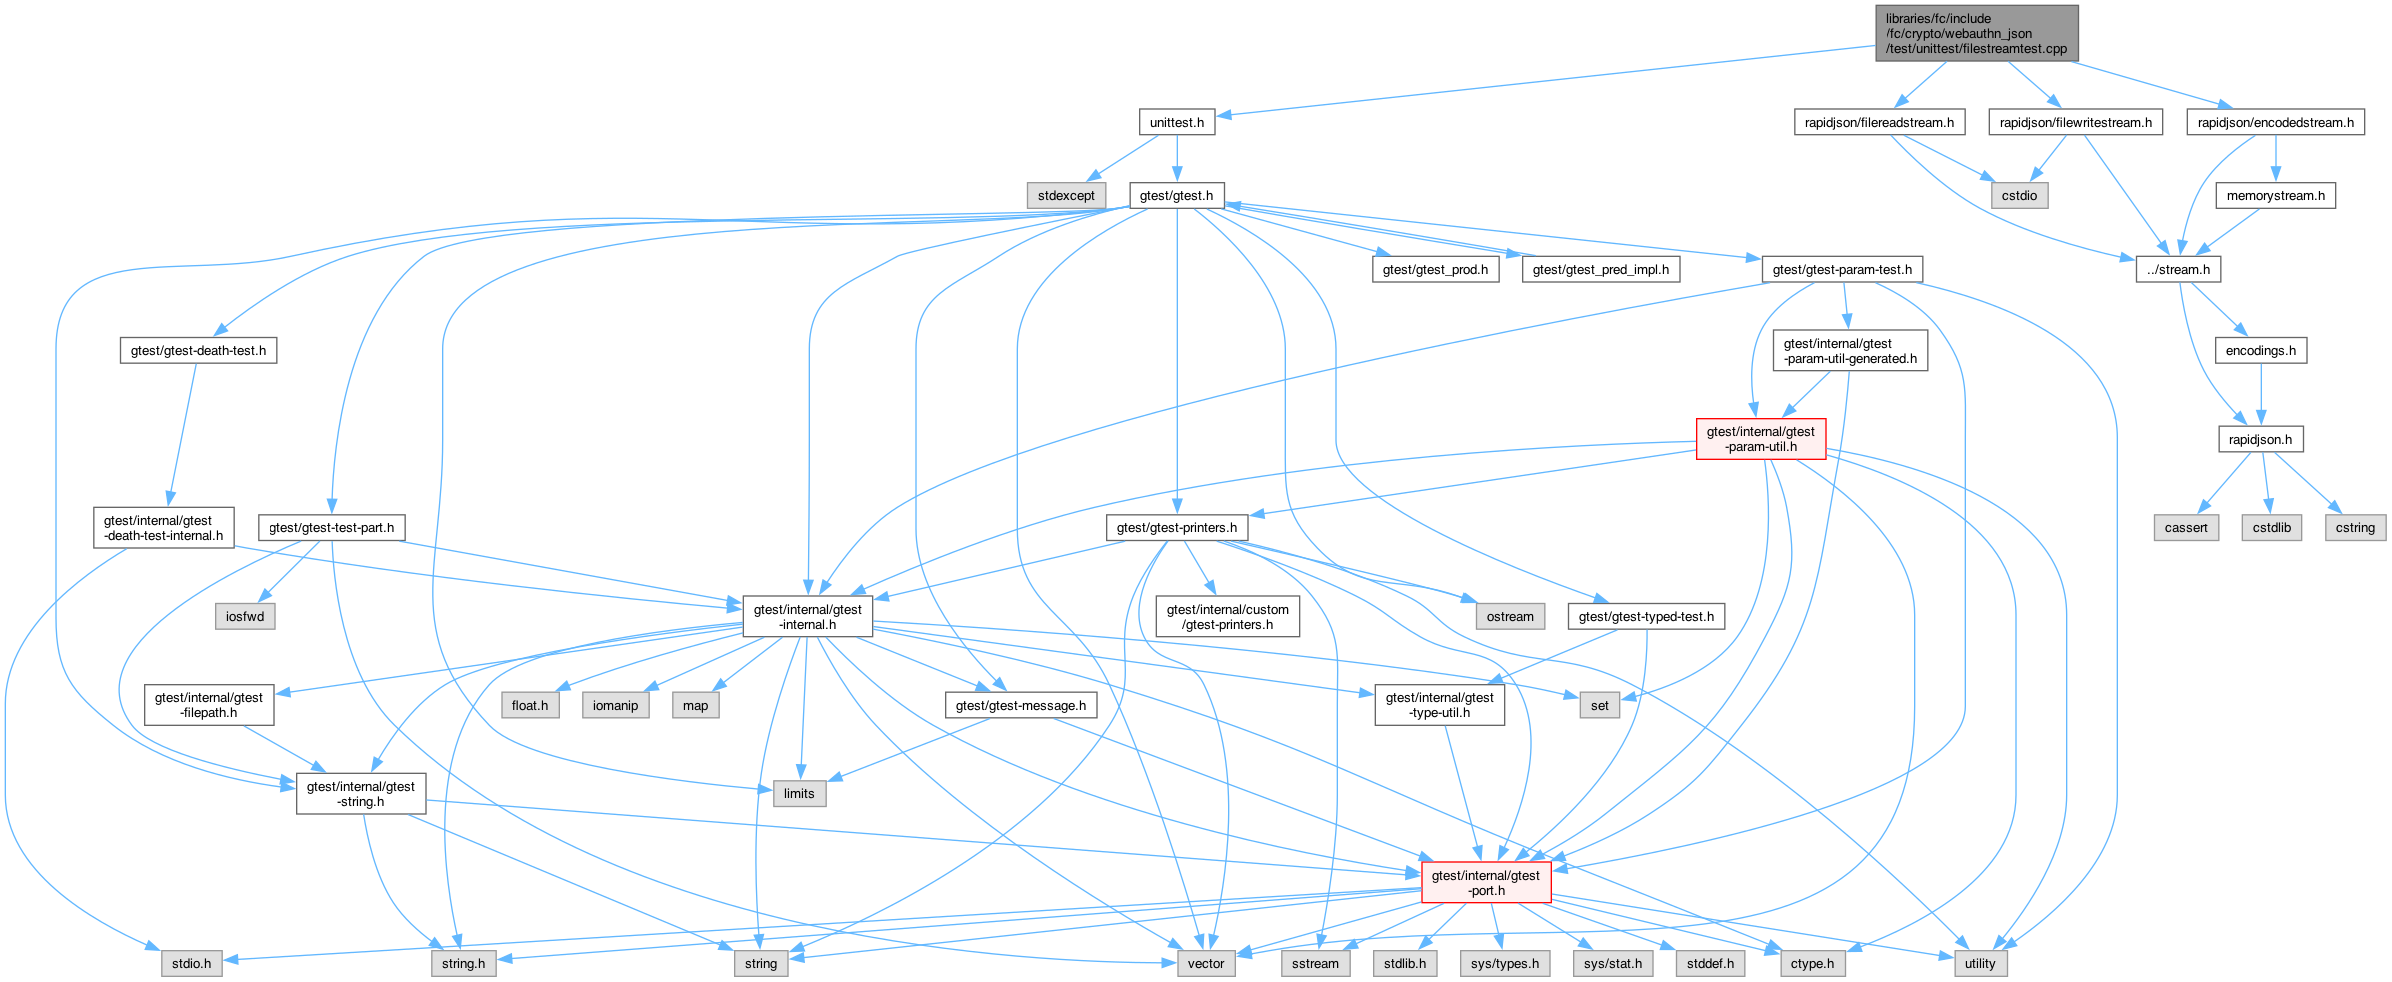 libraries/fc/include
/fc/crypto/webauthn_json
/test/unittest/filestreamtest.cpp
unittest.h
rapidjson/filereadstream.h
rapidjson/filewritestream.h
rapidjson/encodedstream.h
stdexcept
gtest/gtest.h
cstdio
memorystream.h
gtest/gtest_prod.h
gtest/gtest_pred_impl.h
gtest/gtest-param-test.h
../stream.h
gtest/gtest-death-test.h
gtest/internal/gtest
-param-util-generated.h
encodings.h
gtest/internal/gtest
-param-util.h
rapidjson.h
gtest/internal/gtest
-death-test-internal.h
gtest/gtest-test-part.h
gtest/gtest-printers.h
cassert
cstdlib
cstring
iosfwd
gtest/internal/gtest
-internal.h
gtest/internal/custom
/gtest-printers.h
ostream
gtest/gtest-typed-test.h
gtest/internal/gtest
-filepath.h
float.h
iomanip
map
gtest/gtest-message.h
gtest/internal/gtest
-type-util.h
set
gtest/internal/gtest
-string.h
limits
gtest/internal/gtest
-port.h
stdio.h
string.h
string
vector
sstream
stdlib.h
sys/types.h
sys/stat.h
stddef.h
ctype.h
utility